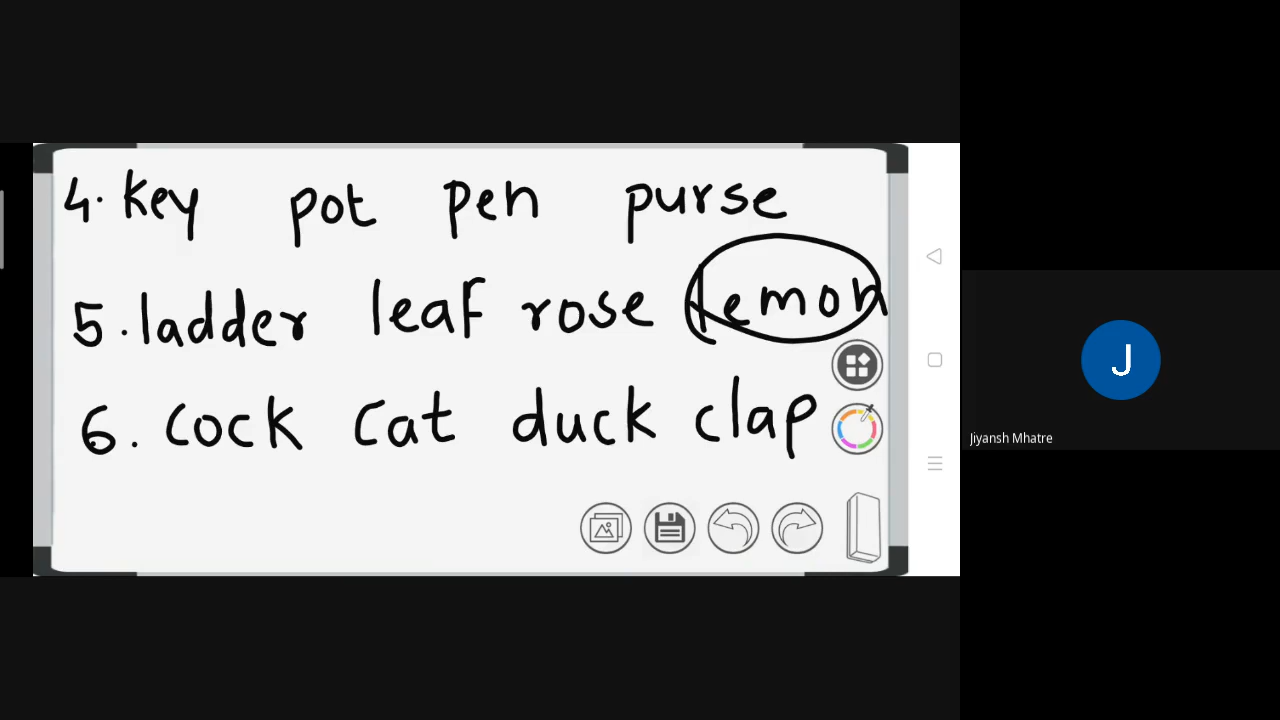 4. key pot pen purse
5. ladder leaf rose lemon
6. cock cat duck clap
J
Jiyansh Mhatre